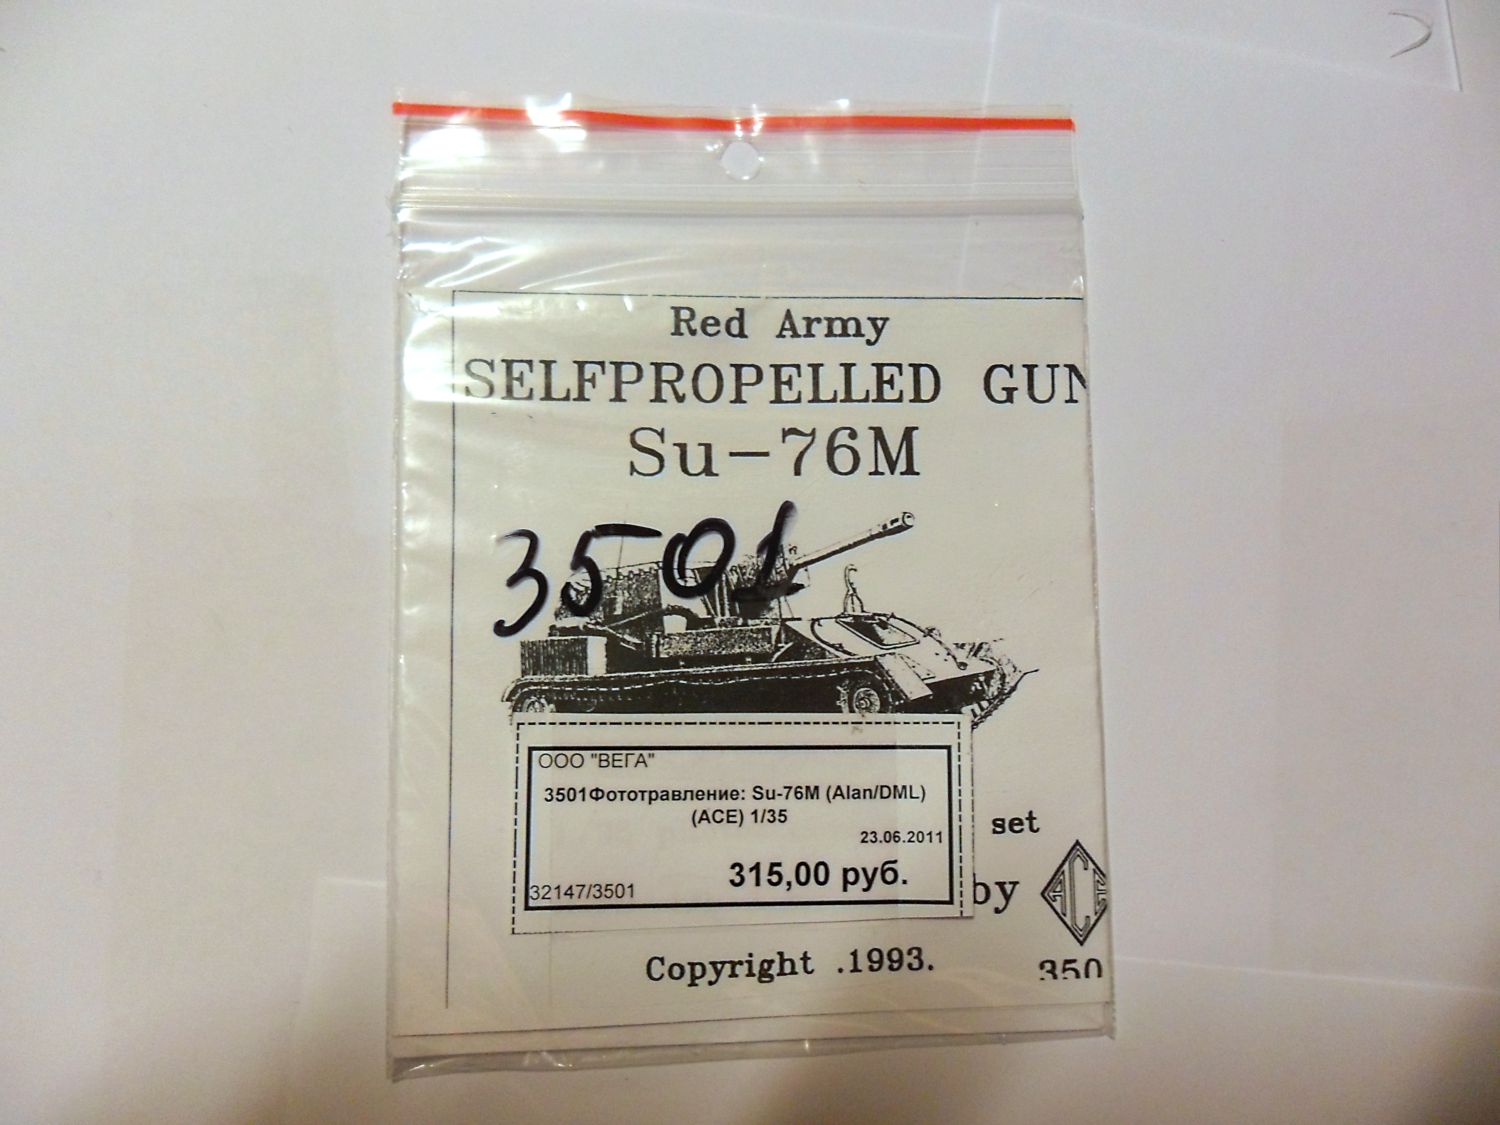 Red Army
SELFPROPELLED GUN
Su-76M
3501
ООО "ВЕГА"
3501Фототравление: Su-76M (Alan/DML)
(ACE) 1/35
23.06.2011
315,00 руб.
32147/3501
set
by ACE
Copyright .1993.
350